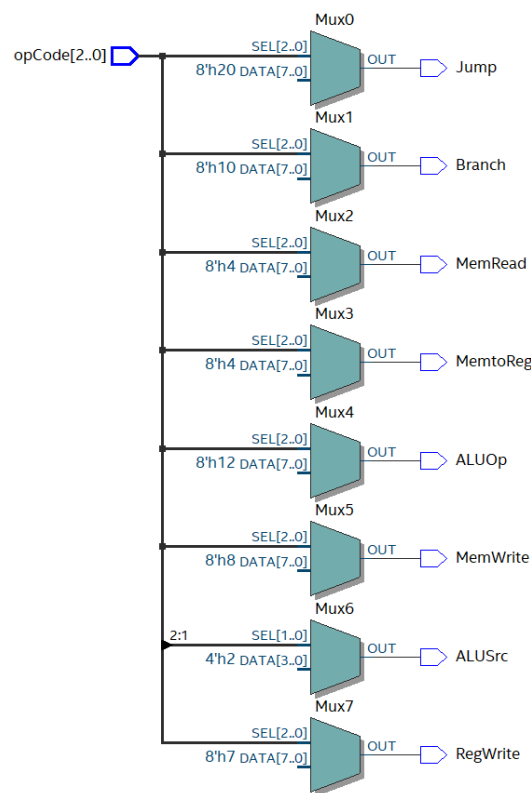 Mux0
opCode[2..0] SEL[2..0] OUT Jump
8'h20 DATA[7..0]
Mux1
SEL[2..0] OUT Branch
8'h10 DATA[7..0]
Mux2
SEL[2..0] OUT MemRead
8'h4 DATA[7..0]
Mux3
SEL[2..0] OUT MemtoReg
8'h4 DATA[7..0]
Mux4
SEL[2..0] OUT ALUOp
8'h12 DATA[7..0]
Mux5
SEL[2..0] OUT MemWrite
8'h8 DATA[7..0]
Mux6
2:1 SEL[1..0] OUT ALUSrc
4'h2 DATA[3..0]
Mux7
SEL[2..0] OUT RegWrite
8'h7 DATA[7..0]